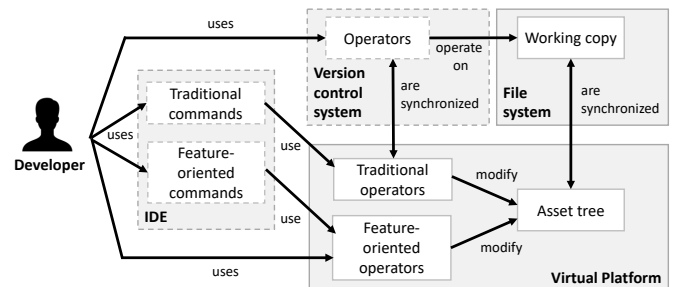 uses
Operators
operate
on
Working copy
Version
control
system
are
synchronized
File
system
are
synchronized
Traditional
commands
uses
Developer
Feature-
oriented
commands
IDE
use
use
Traditional
operators
modify
Asset tree
Feature-
oriented
operators
modify
uses
Virtual Platform